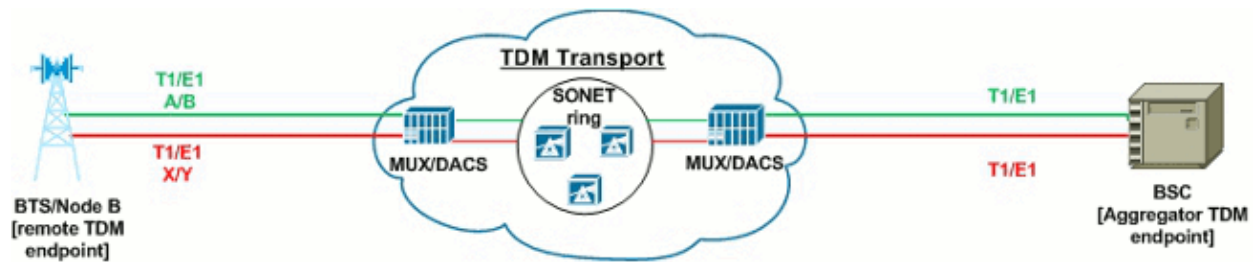 TDM Transport
T1/E1
A/B
T1/E1
X/Y
BTS/Node B
[remote TDM
endpoint]
MUX/DACS
SONET
ring
MUX/DACS
T1/E1
T1/E1
BSC
[Aggregator TDM
endpoint]